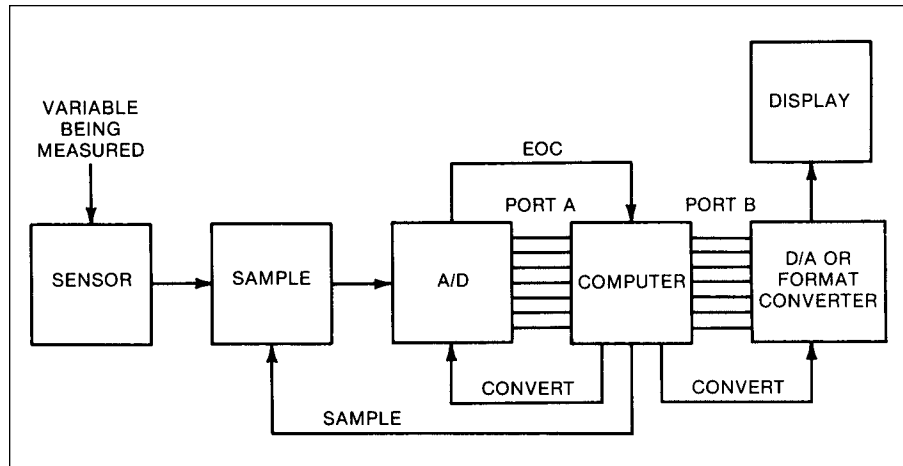 VARIABLE
BEING
MEASURED
SENSOR
SAMPLE
EOC
PORT A
A/D
COMPUTER
PORT B
DISPLAY
D/A OR
FORMAT
CONVERTER
CONVERT
CONVERT
SAMPLE